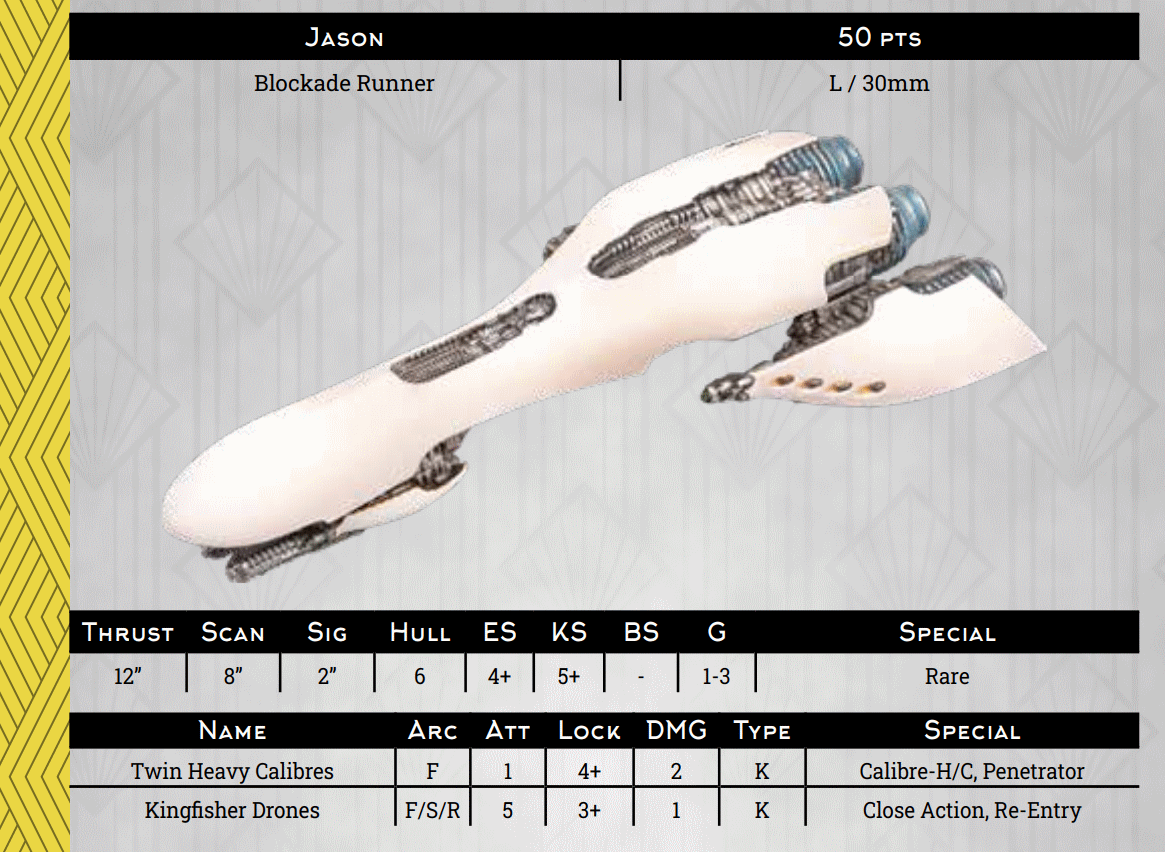 Jason 50 pts
Blockade Runner L / 30mm
Thrust Scan Sig Hull ES KS BS G Special
12” 8” 2” 6 4+ 5+ - 1-3 Rare
Name Arc Att Lock DMG Type Special
Twin Heavy Calibres F 1 4+ 2 K Calibre-H/C, Penetrator
Kingfisher Drones F/S/R 5 3+ 1 K Close Action, Re-Entry